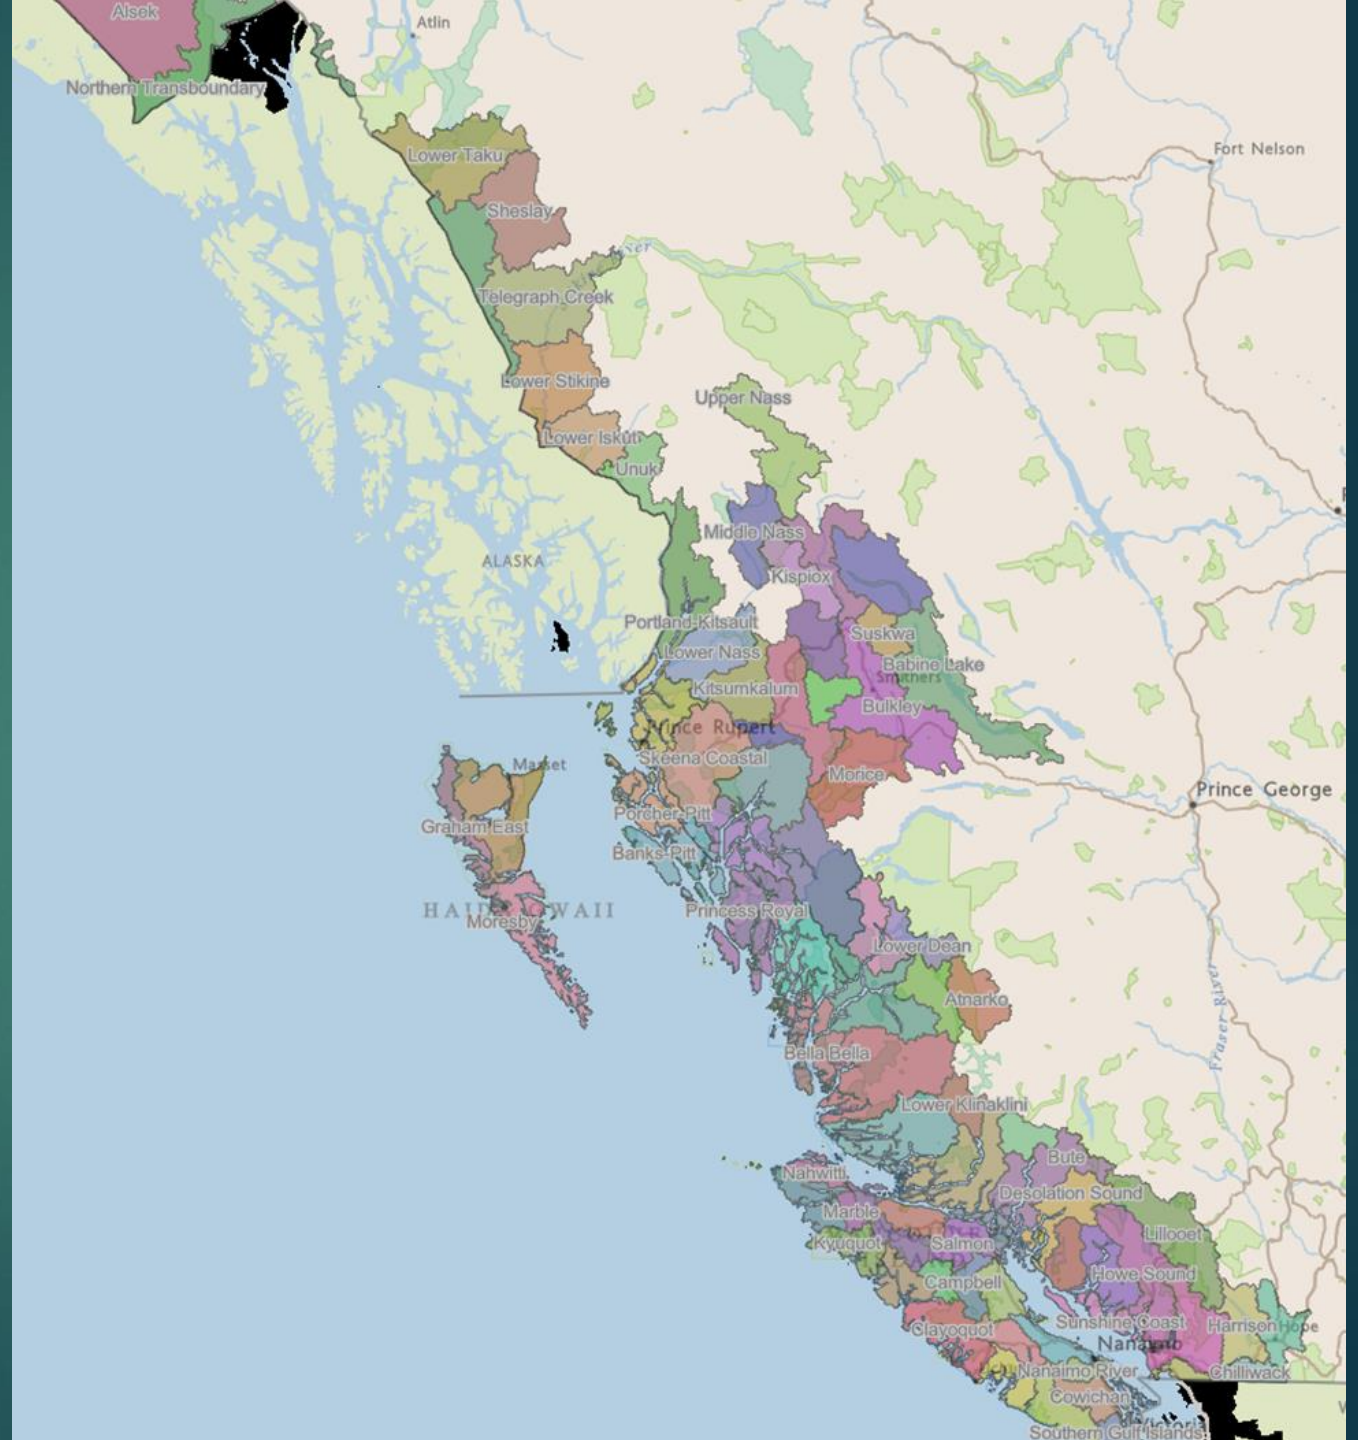 Alsek
Atlin
Northern Transboundary
Fort Nelson
Lower Taku
Sheslay
Telegraph Creek
Lower Stikine
Upper Nass
Lower Iskut
Unuk
Middle Nass
ALASKA
Kispiox
Portland-Kitsault
Suskwa
Lower Nass
Babine Lake
Smithers
Kitsumkalum
Bulkley
Prince Rupert
Skeena Coastal
Masset
Morice
Prince George
Porcher-Pitt
Graham East
Banks-Pitt
HAIDA GWAII
Princess Royal
Moresby
Lower Dean
Atnarko
Fraser River
Bella Bella
Lower Klinaklini
Bute
Nahwitti
Desolation Sound
Marble
Lillooet
Kyuquot
Salmon
Howe Sound
Campbell
Sunshine Coast
Harrison
Hope
Clayoquot
Nanaimo
Nanaimo River
Chilliwack
Cowichan
Victoria
Southern Gulf Islands